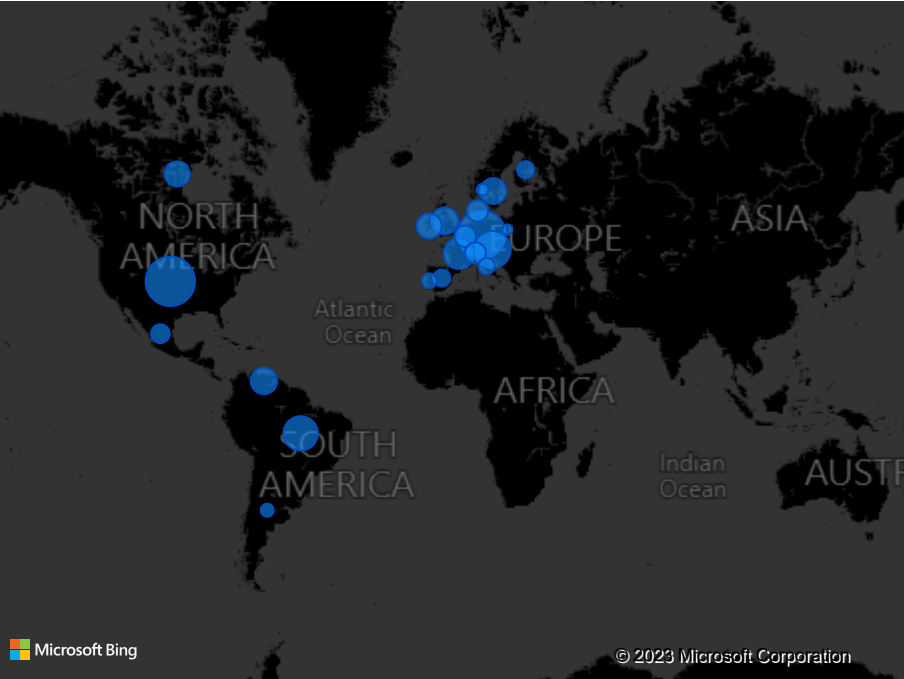 NORTH
AMERICA
ASIA
EUROPE
Atlantic
Ocean
AFRICA
SOUTH
AMERICA
Indian
Ocean
AUSTR
Microsoft Bing
© 2023 Microsoft Corporation